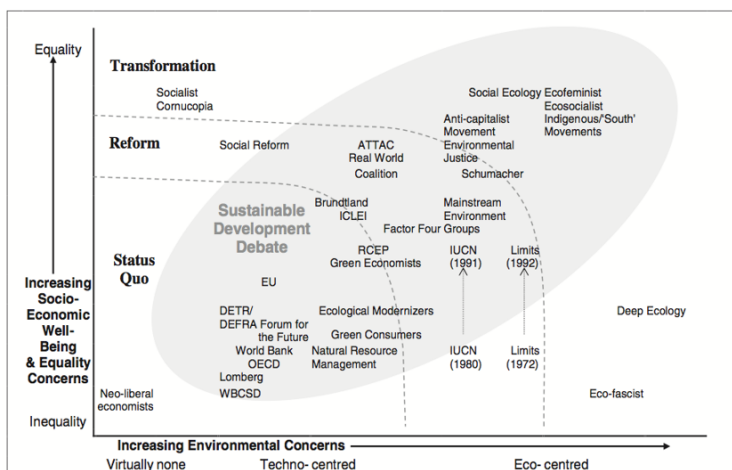 Equality
Transformation
Socialist
Cornucopia
Social Ecology Ecofeminist
Ecosocialist
Indigenous/'South'
Movements
Anti-capitalist
Movement
Environmental
Justice
Reform
Social Reform
ATTAC
Real World
Coalition
Schumacher
Sustainable
Development
Debate
Brundtland
ICLEI
Mainstream
Environment
Factor Four Groups
Status
Quo
RCEP
Green Economists
IUCN
(1991)
Limits
(1992)
EU
Increasing
Socio-
Economic
Well-
Being
& Equality
Concerns
DETR/
DEFRA Forum for
the Future
Ecological Modernizers
Green Consumers
Deep Ecology
World Bank
OECD
Natural Resource
Management
IUCN
(1980)
Limits
(1972)
Lomberg
WBCSD
Neo-liberal
economists
Eco-fascist
Inequality
Increasing Environmental Concerns
Virtually none
Techno- centred
Eco- centred